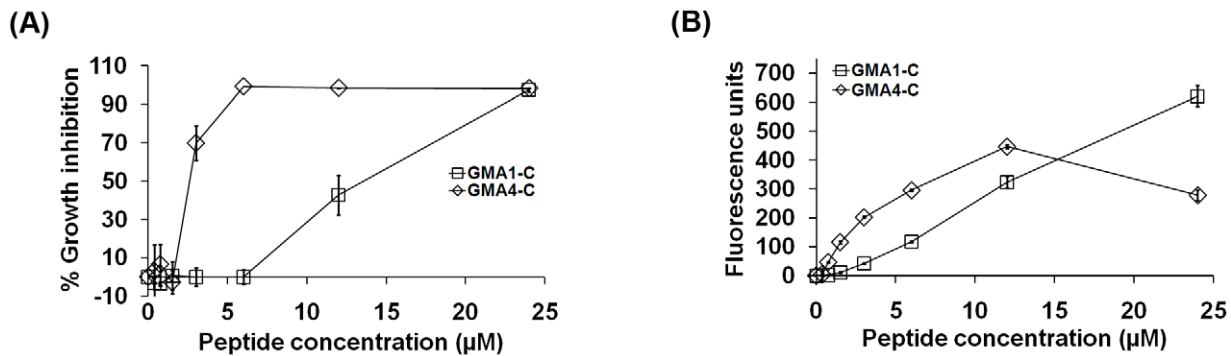 (A)
% Growth inhibition
110
90
70
50
30
10
-10
GMA1-C
GMA4-C
0
5
10
15
20
25
Peptide concentration (µM)
(B)
Fluorescence units
700
600
500
400
300
200
100
0
GMA1-C
GMA4-C
0
5
10
15
20
25
Peptide concentration (µM)